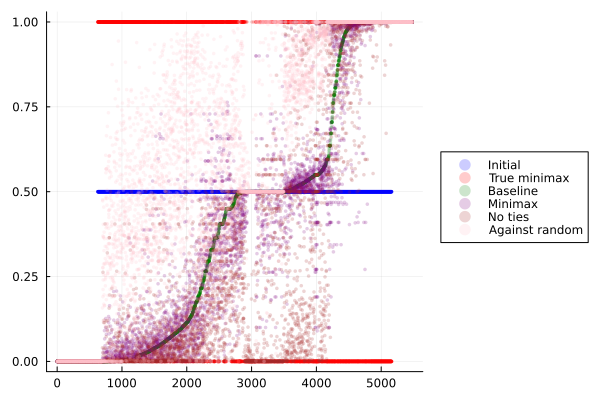 1.00
0.75
0.50
0.25
0.00
0 1000 2000 3000 4000 5000
Initial
True minimax
Baseline
Minimax
No ties
Against random